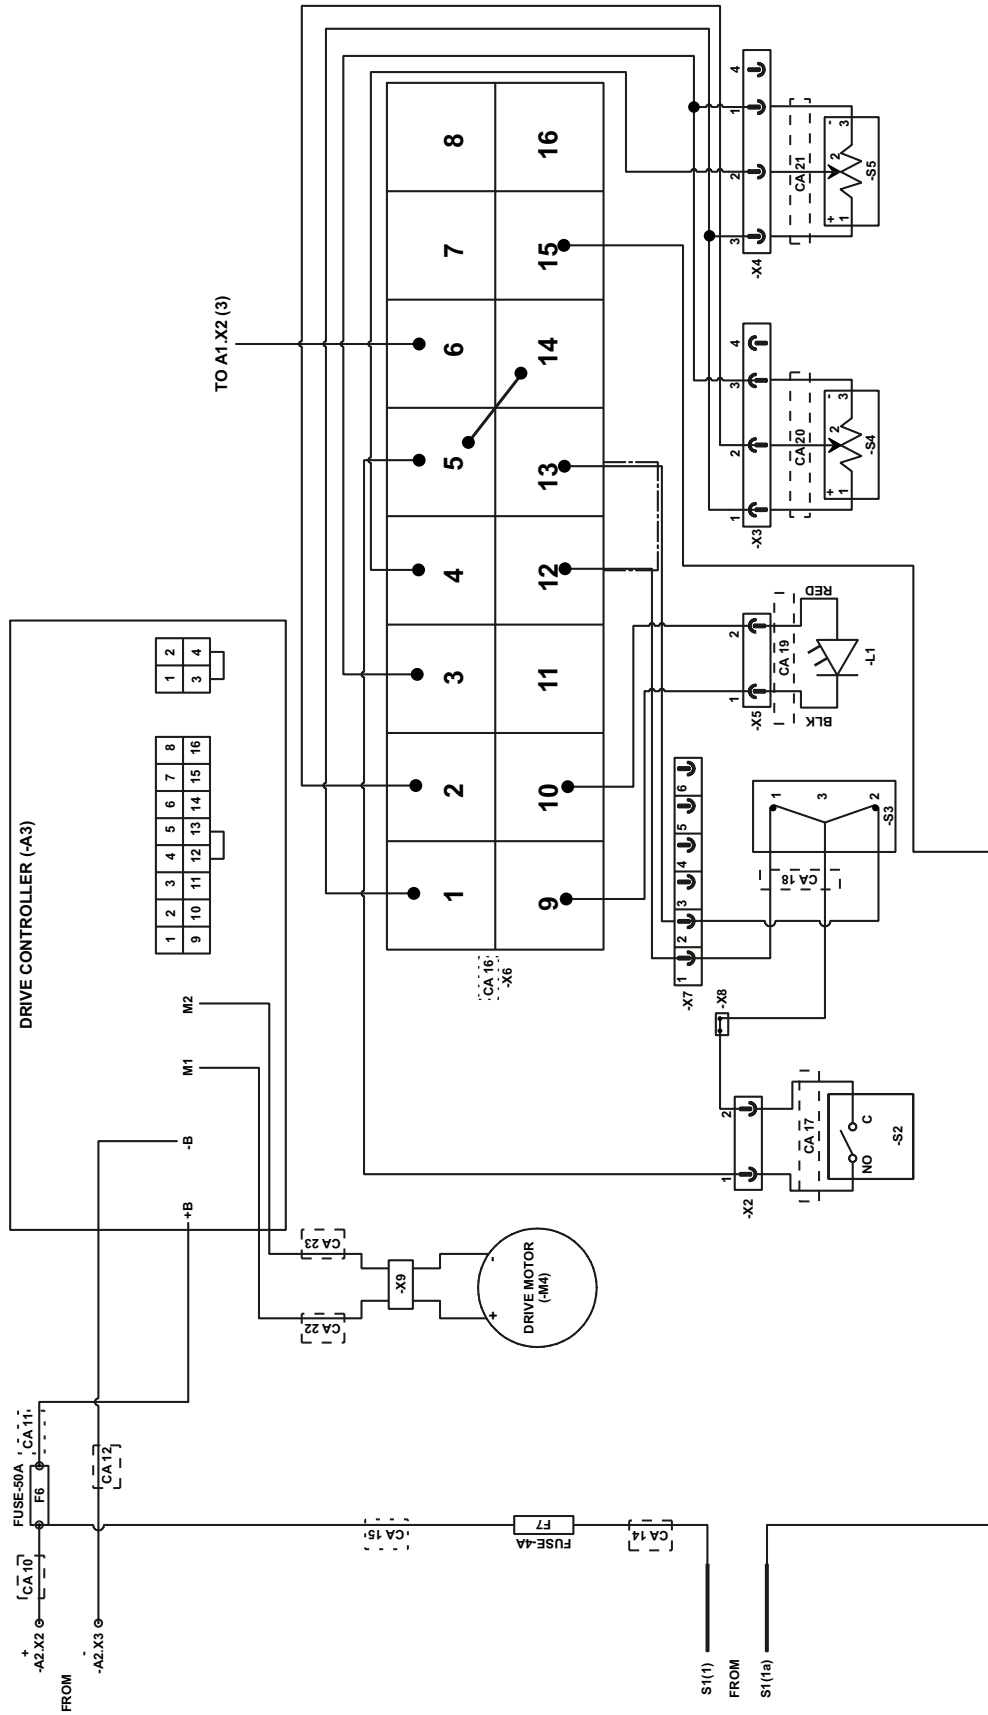 DRIVE CONTROLLER (-A3)
1 2 3 4 5 6 7 8
9 10 11 12 13 14 15 16
1 2
3 4
+B
-B
M1
M2
TO A1.X2 (3)
1 2 3 4 5 6 7 8
9 10 11 12 13 14 15 16
CA 16
-X6
FUSE-50A
F6
CA 10
CA 11
CA 12
+
-A2.X2
FROM
-
-A2.X3
CA 15
F7
FUSE-4A
CA 14
S1(1)
FROM
S1(1a)
CA 22
CA 23
-X9
+
-
DRIVE MOTOR
(-M4)
1 2
-X2
CA 17
NO
C
-S2
-X8
1 2 3 4 5 6
-X7
CA 18
1
3
2
-S3
1 2
-X5
CA 19
BLK
RED
-L1
1 2 3 4
-X3
CA 20
+
-
1 2 3
-S4
3 2 1 4
-X4
CA 21
+
-
1 2 3
-S5